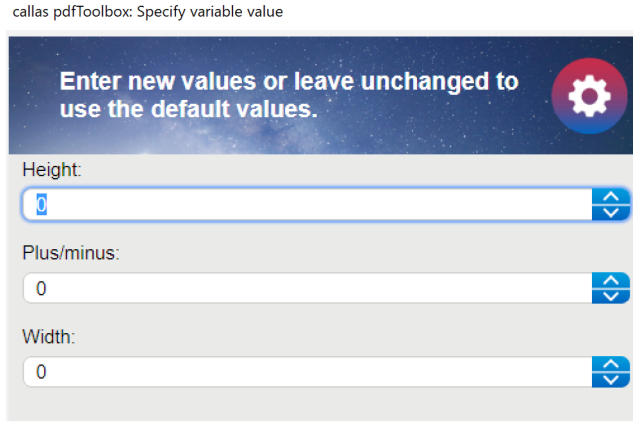 callas pdfToolbox: Specify variable value
Enter new values or leave unchanged to
use the default values.
Height:
0
Plus/minus:
0
Width:
0